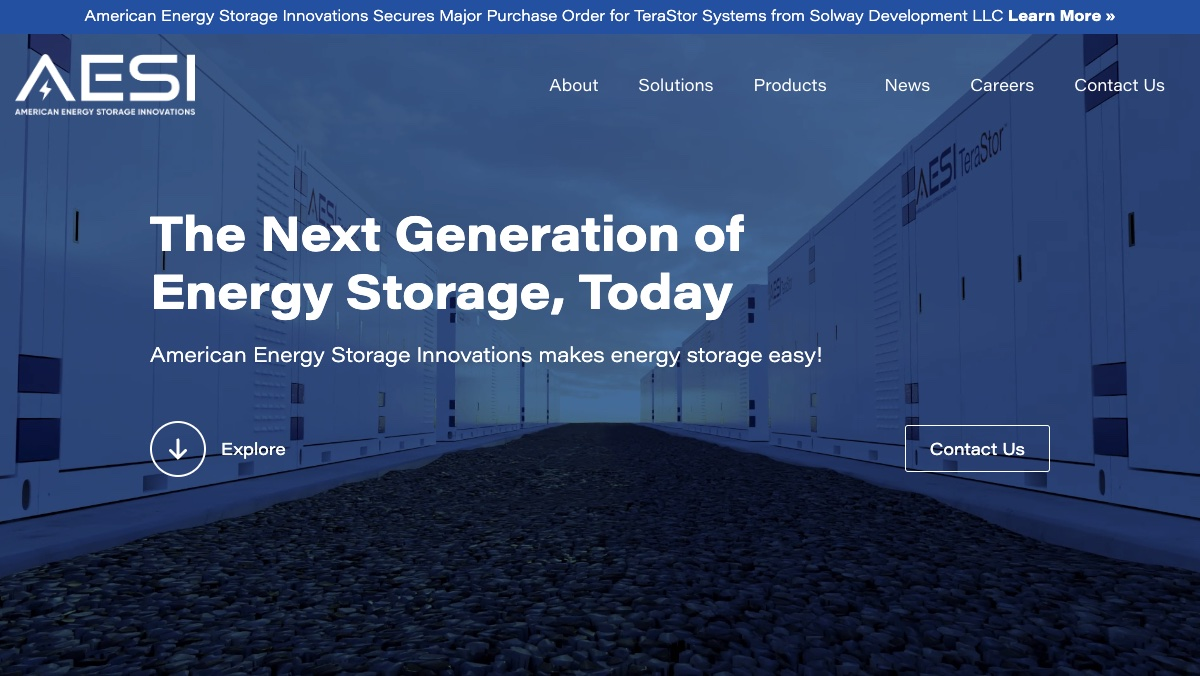 American Energy Storage Innovations Secures Major Purchase Order for TeraStor Systems from Solway Development LLC Learn More »
AESI
AMERICAN ENERGY STORAGE INNOVATIONS
About
Solutions
Products
News
Careers
Contact Us
AESI TeraStor
AESI
The Next Generation of
Energy Storage, Today
American Energy Storage Innovations makes energy storage easy!
Explore
Contact Us